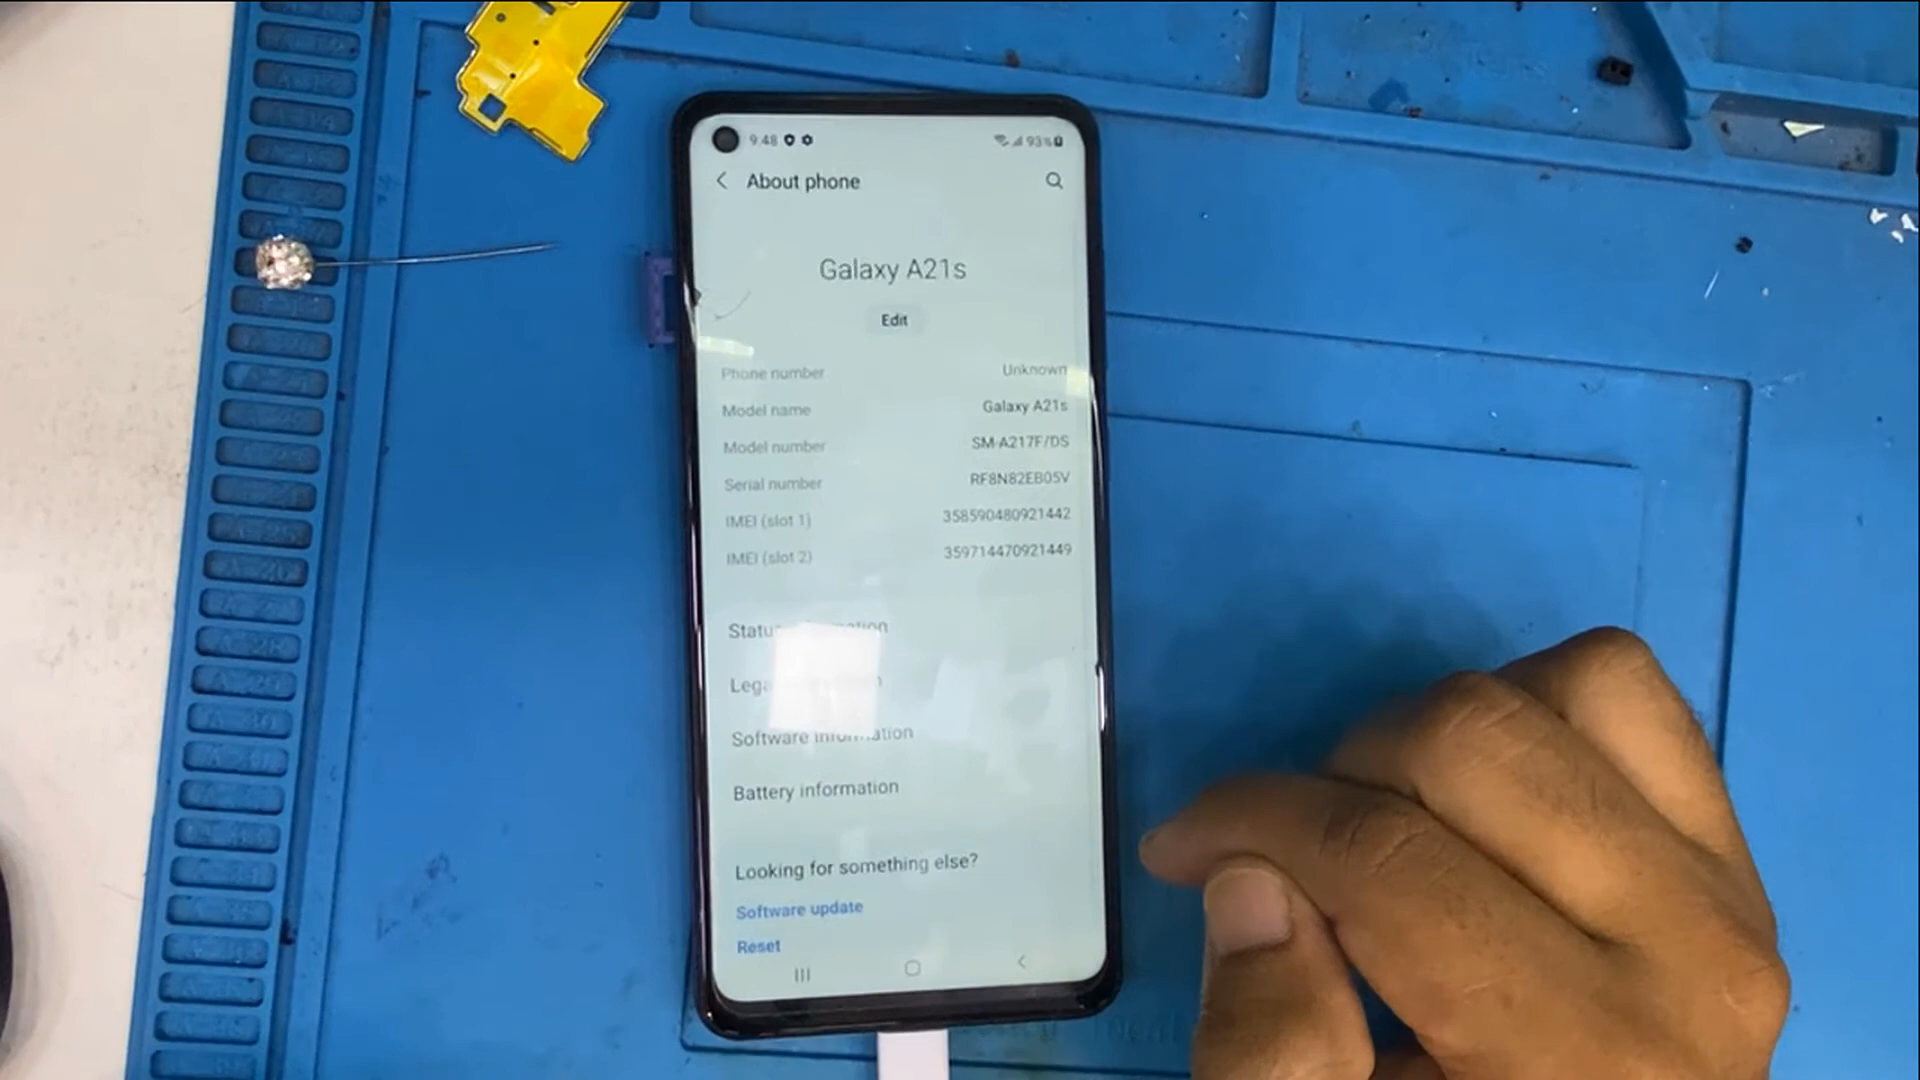 9:48
93%
About phone
Galaxy A21s
Edit
Phone number Unknown
Model name Galaxy A21s
Model number SM-A217F/DS
Serial number RF8N82EB05V
IMEI (slot 1) 358590480921442
IMEI (slot 2) 359714470921449
Software information
Battery information
Looking for something else?
Software update
Reset